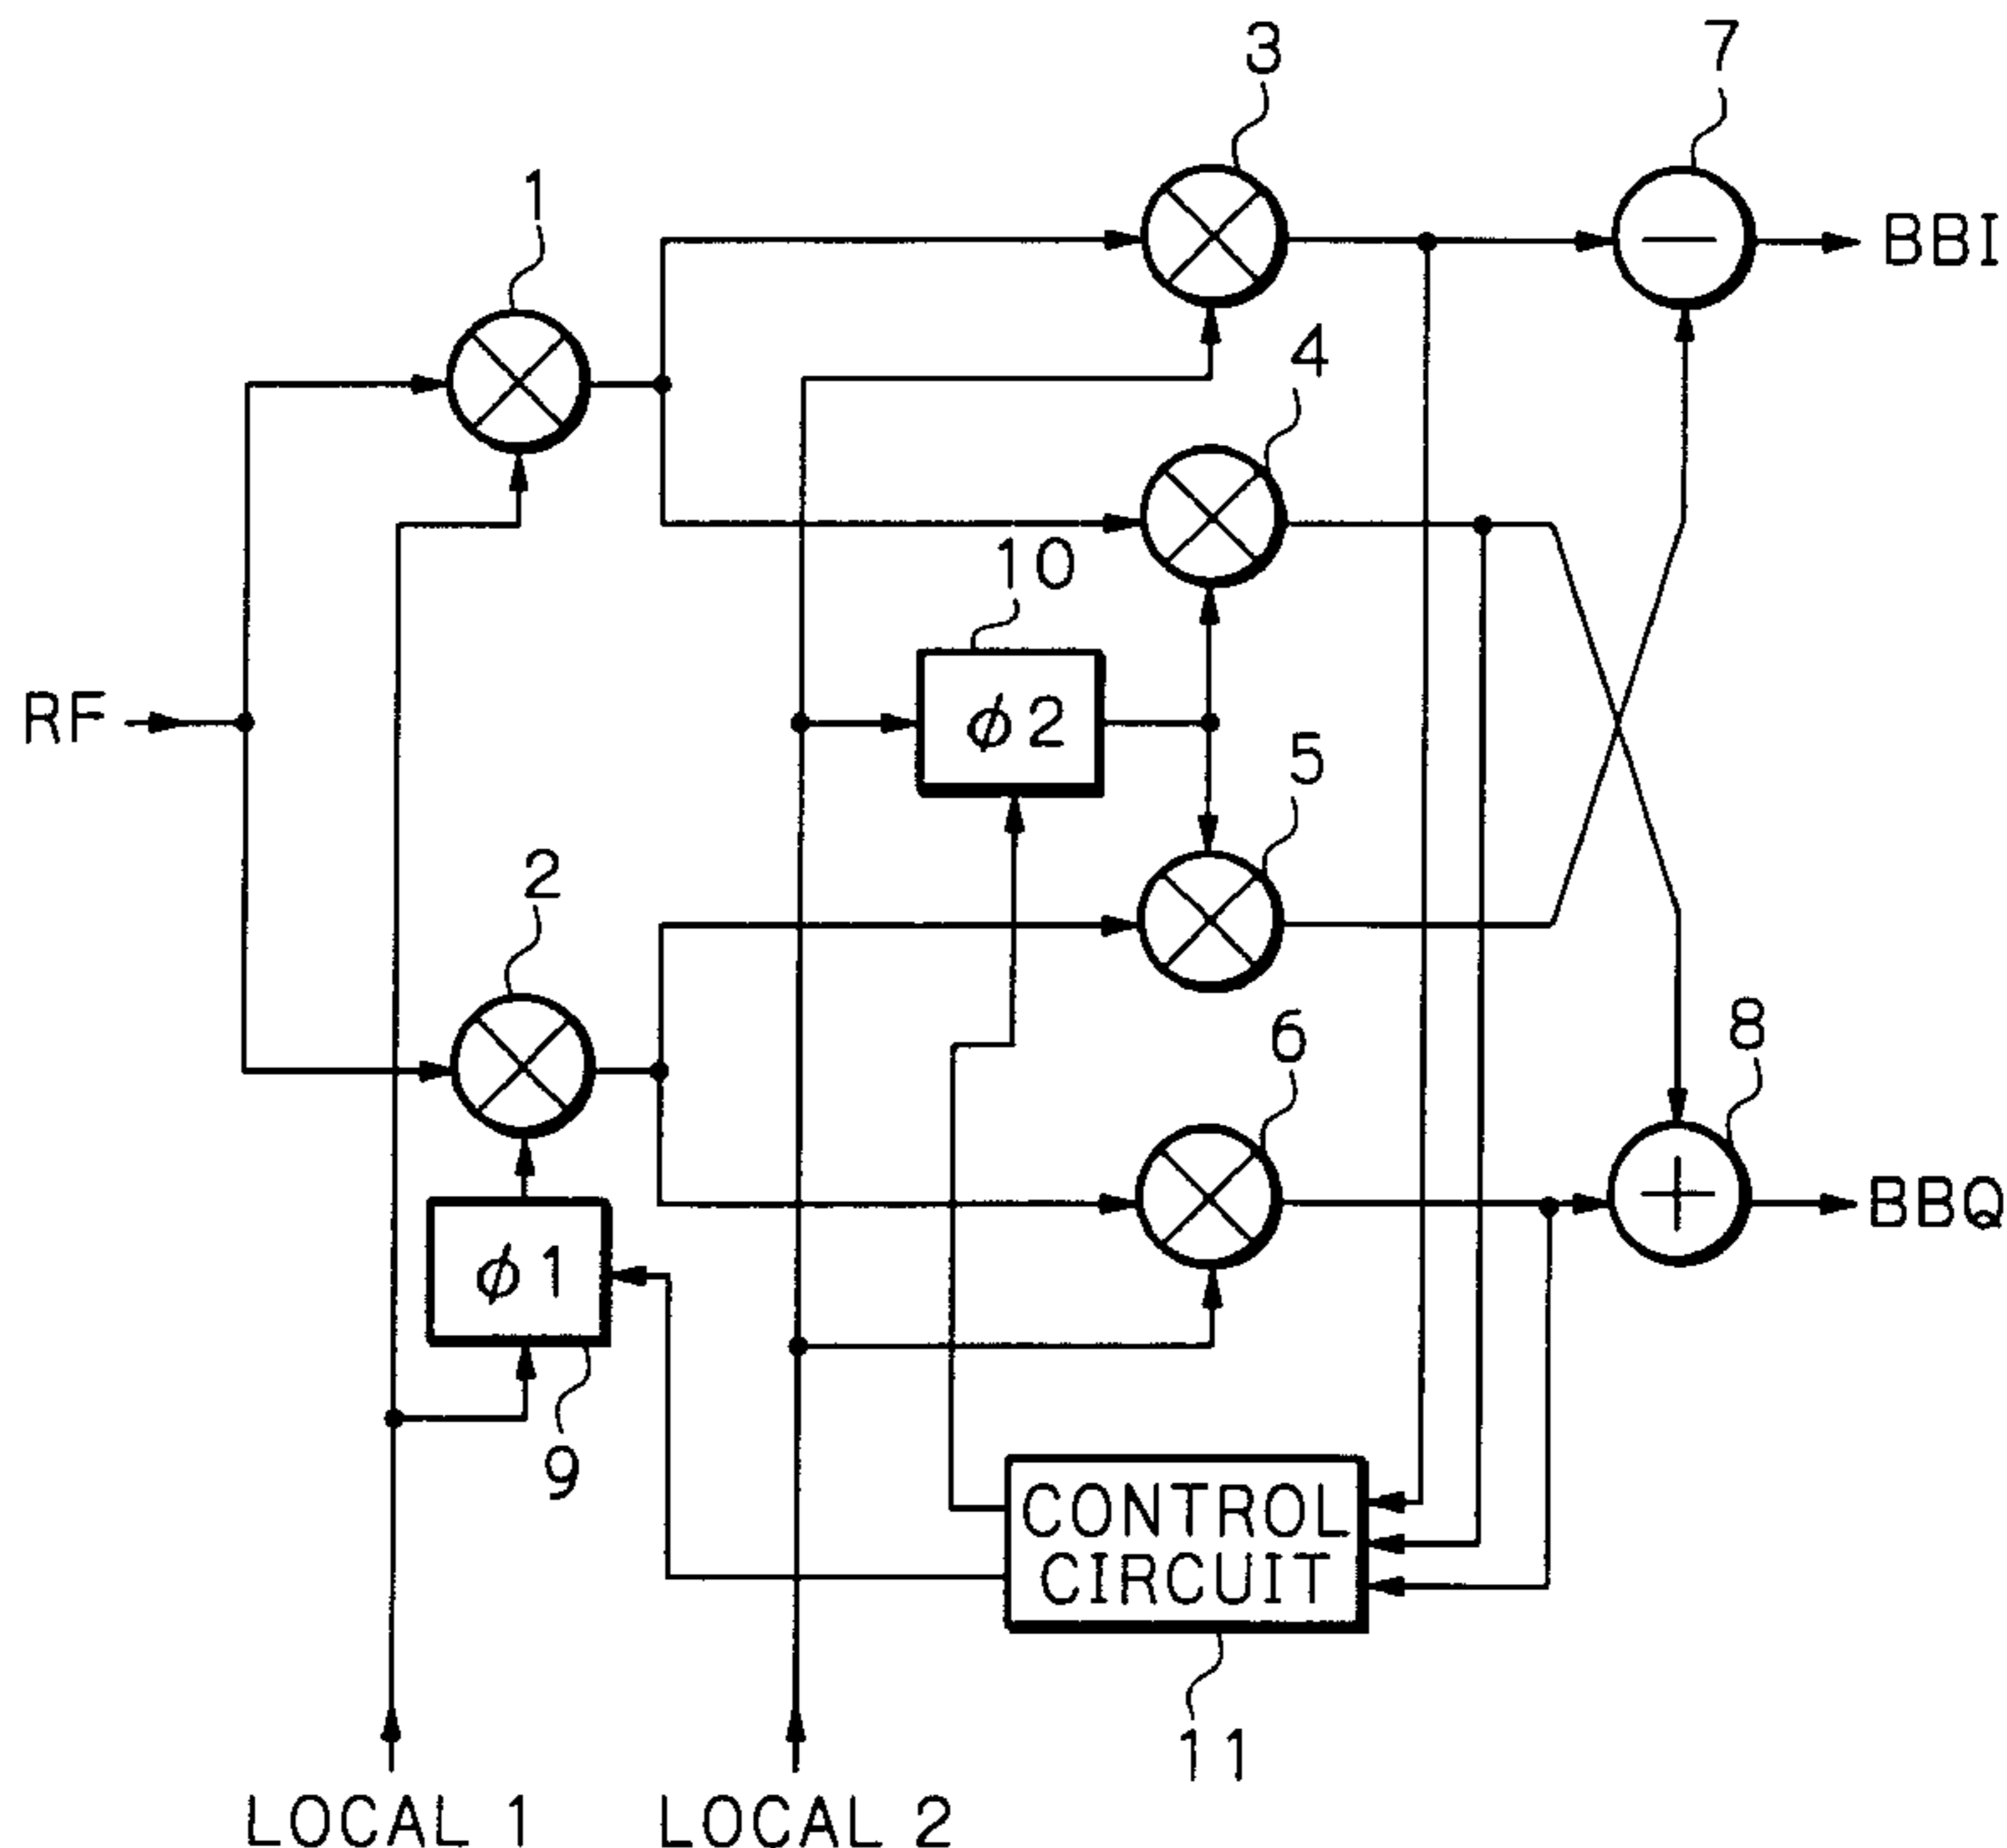 3
7
1
BBI
4
10
RF
φ2
5
2
6
8
φ1
BBQ
9
CONTROL
CIRCUIT
11
LOCAL 1
LOCAL 2